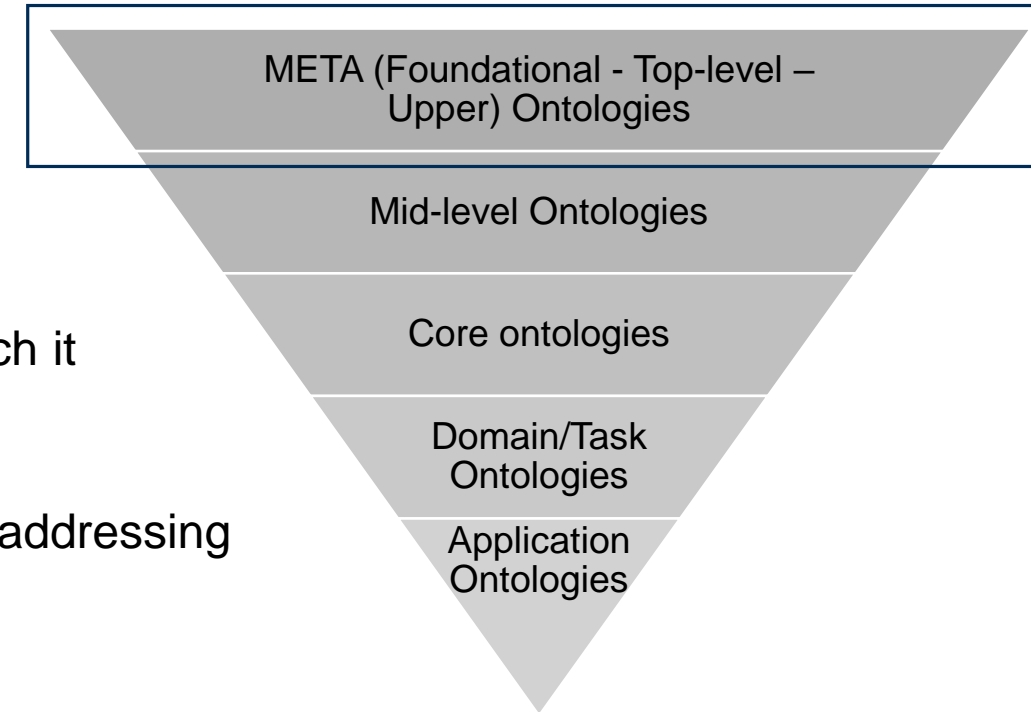 META (Foundational - Top-level –
Upper) Ontologies
Mid-level Ontologies
ch it
Core ontologies
Domain/Task
Ontologies
addressing
Application
Ontologies